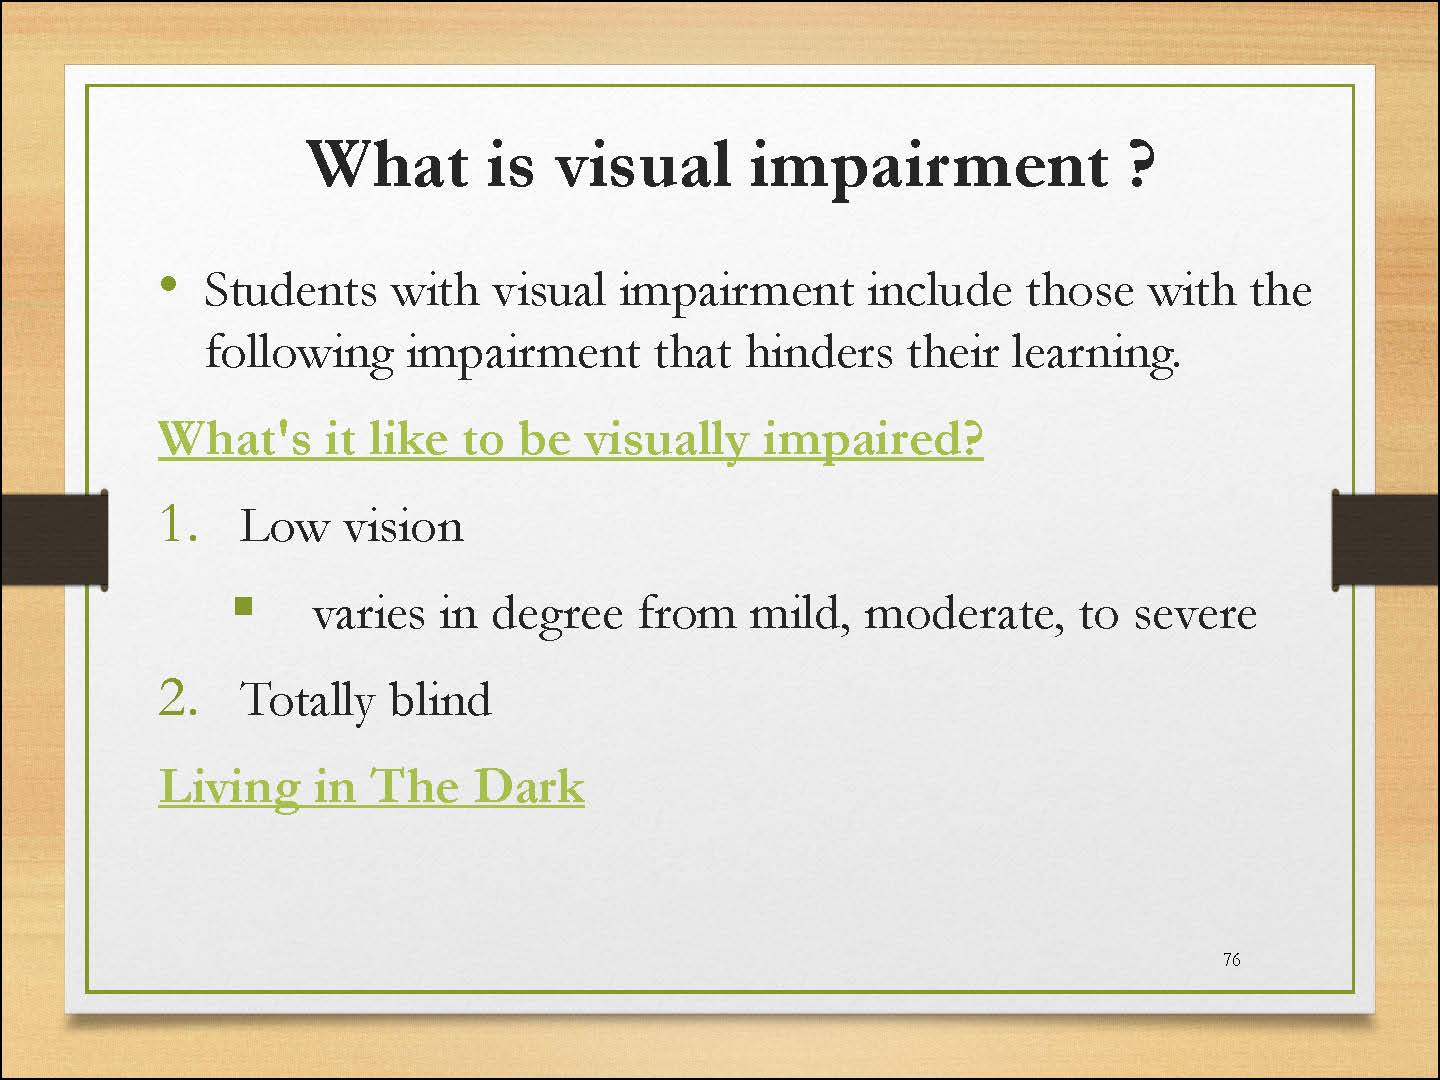 What is visual impairment ?
• Students with visual impairment include those with the
following impairment that hinders their learning.
What's it like to be visually impaired?
1. Low vision
▪ varies in degree from mild, moderate, to severe
2. Totally blind
Living in The Dark
76